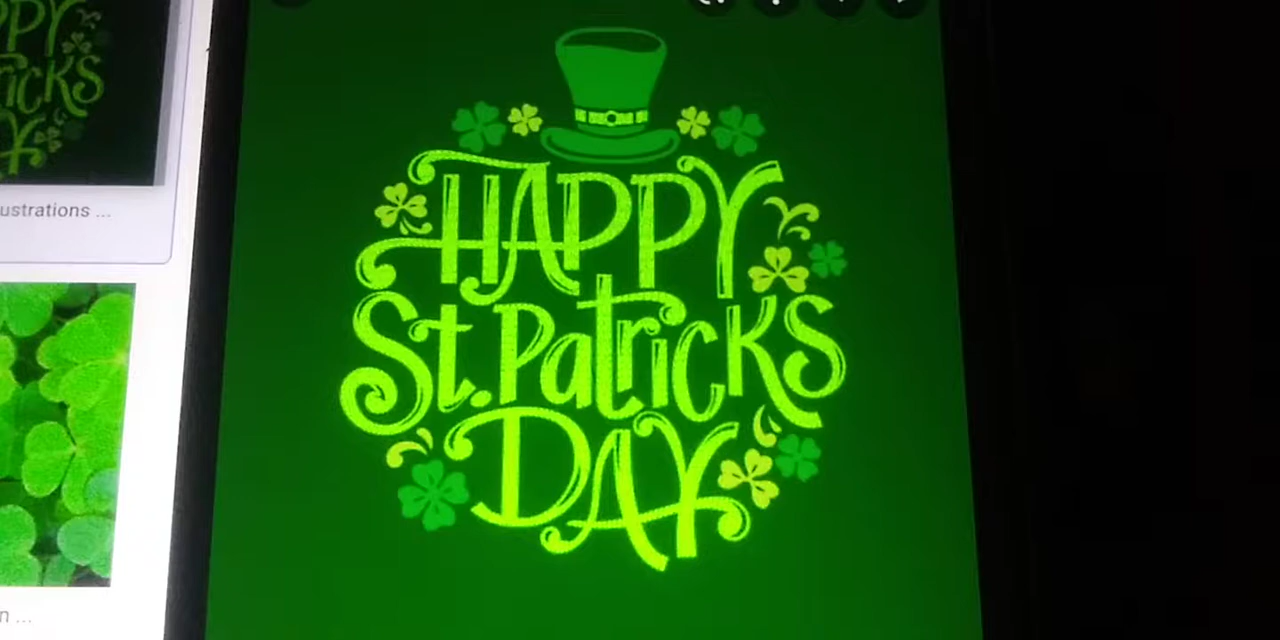 HAPPY
St. Patricks
DAY
ustrations ...
n ...